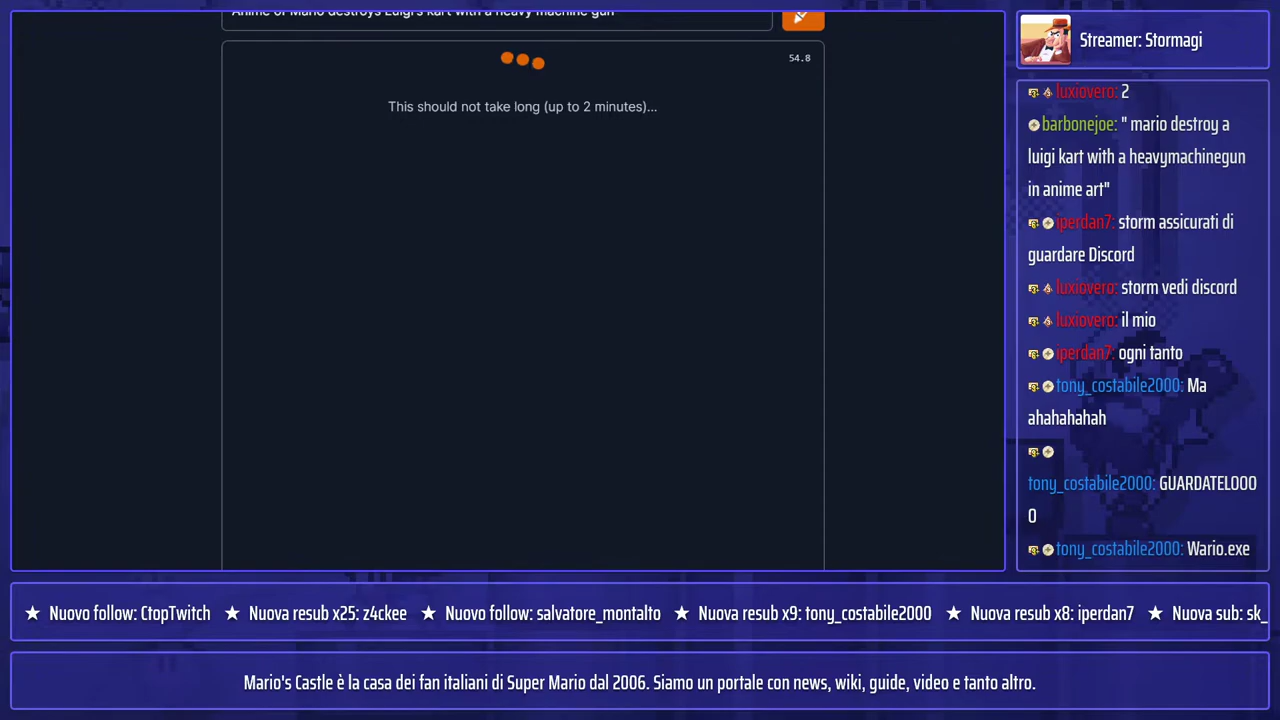 Anime of Mario destroys Luigi's kart with a heavy machine gun
54.8
This should not take long (up to 2 minutes)...
Streamer: Stormagi
luxiovero: 2
barbonejoe: " mario destroy a
luigi kart with a heavymachinegun
in anime art"
iperdan7: storm assicurati di
guardare Discord
luxiovero: storm vedi discord
luxiovero: il mio
iperdan7: ogni tanto
tony_costabile2000: Ma
ahahahahah
tony_costabile2000: GUARDATELOOO
O
tony_costabile2000: Wario.exe
★ Nuovo follow: CtopTwitch ★ Nuova resub x25: z4ckee ★ Nuovo follow: salvatore_montalto ★ Nuova resub x9: tony_costabile2000 ★ Nuova resub x8: iperdan7 ★ Nuova sub: sk_
Mario's Castle è la casa dei fan italiani di Super Mario dal 2006. Siamo un portale con news, wiki, guide, video e tanto altro.